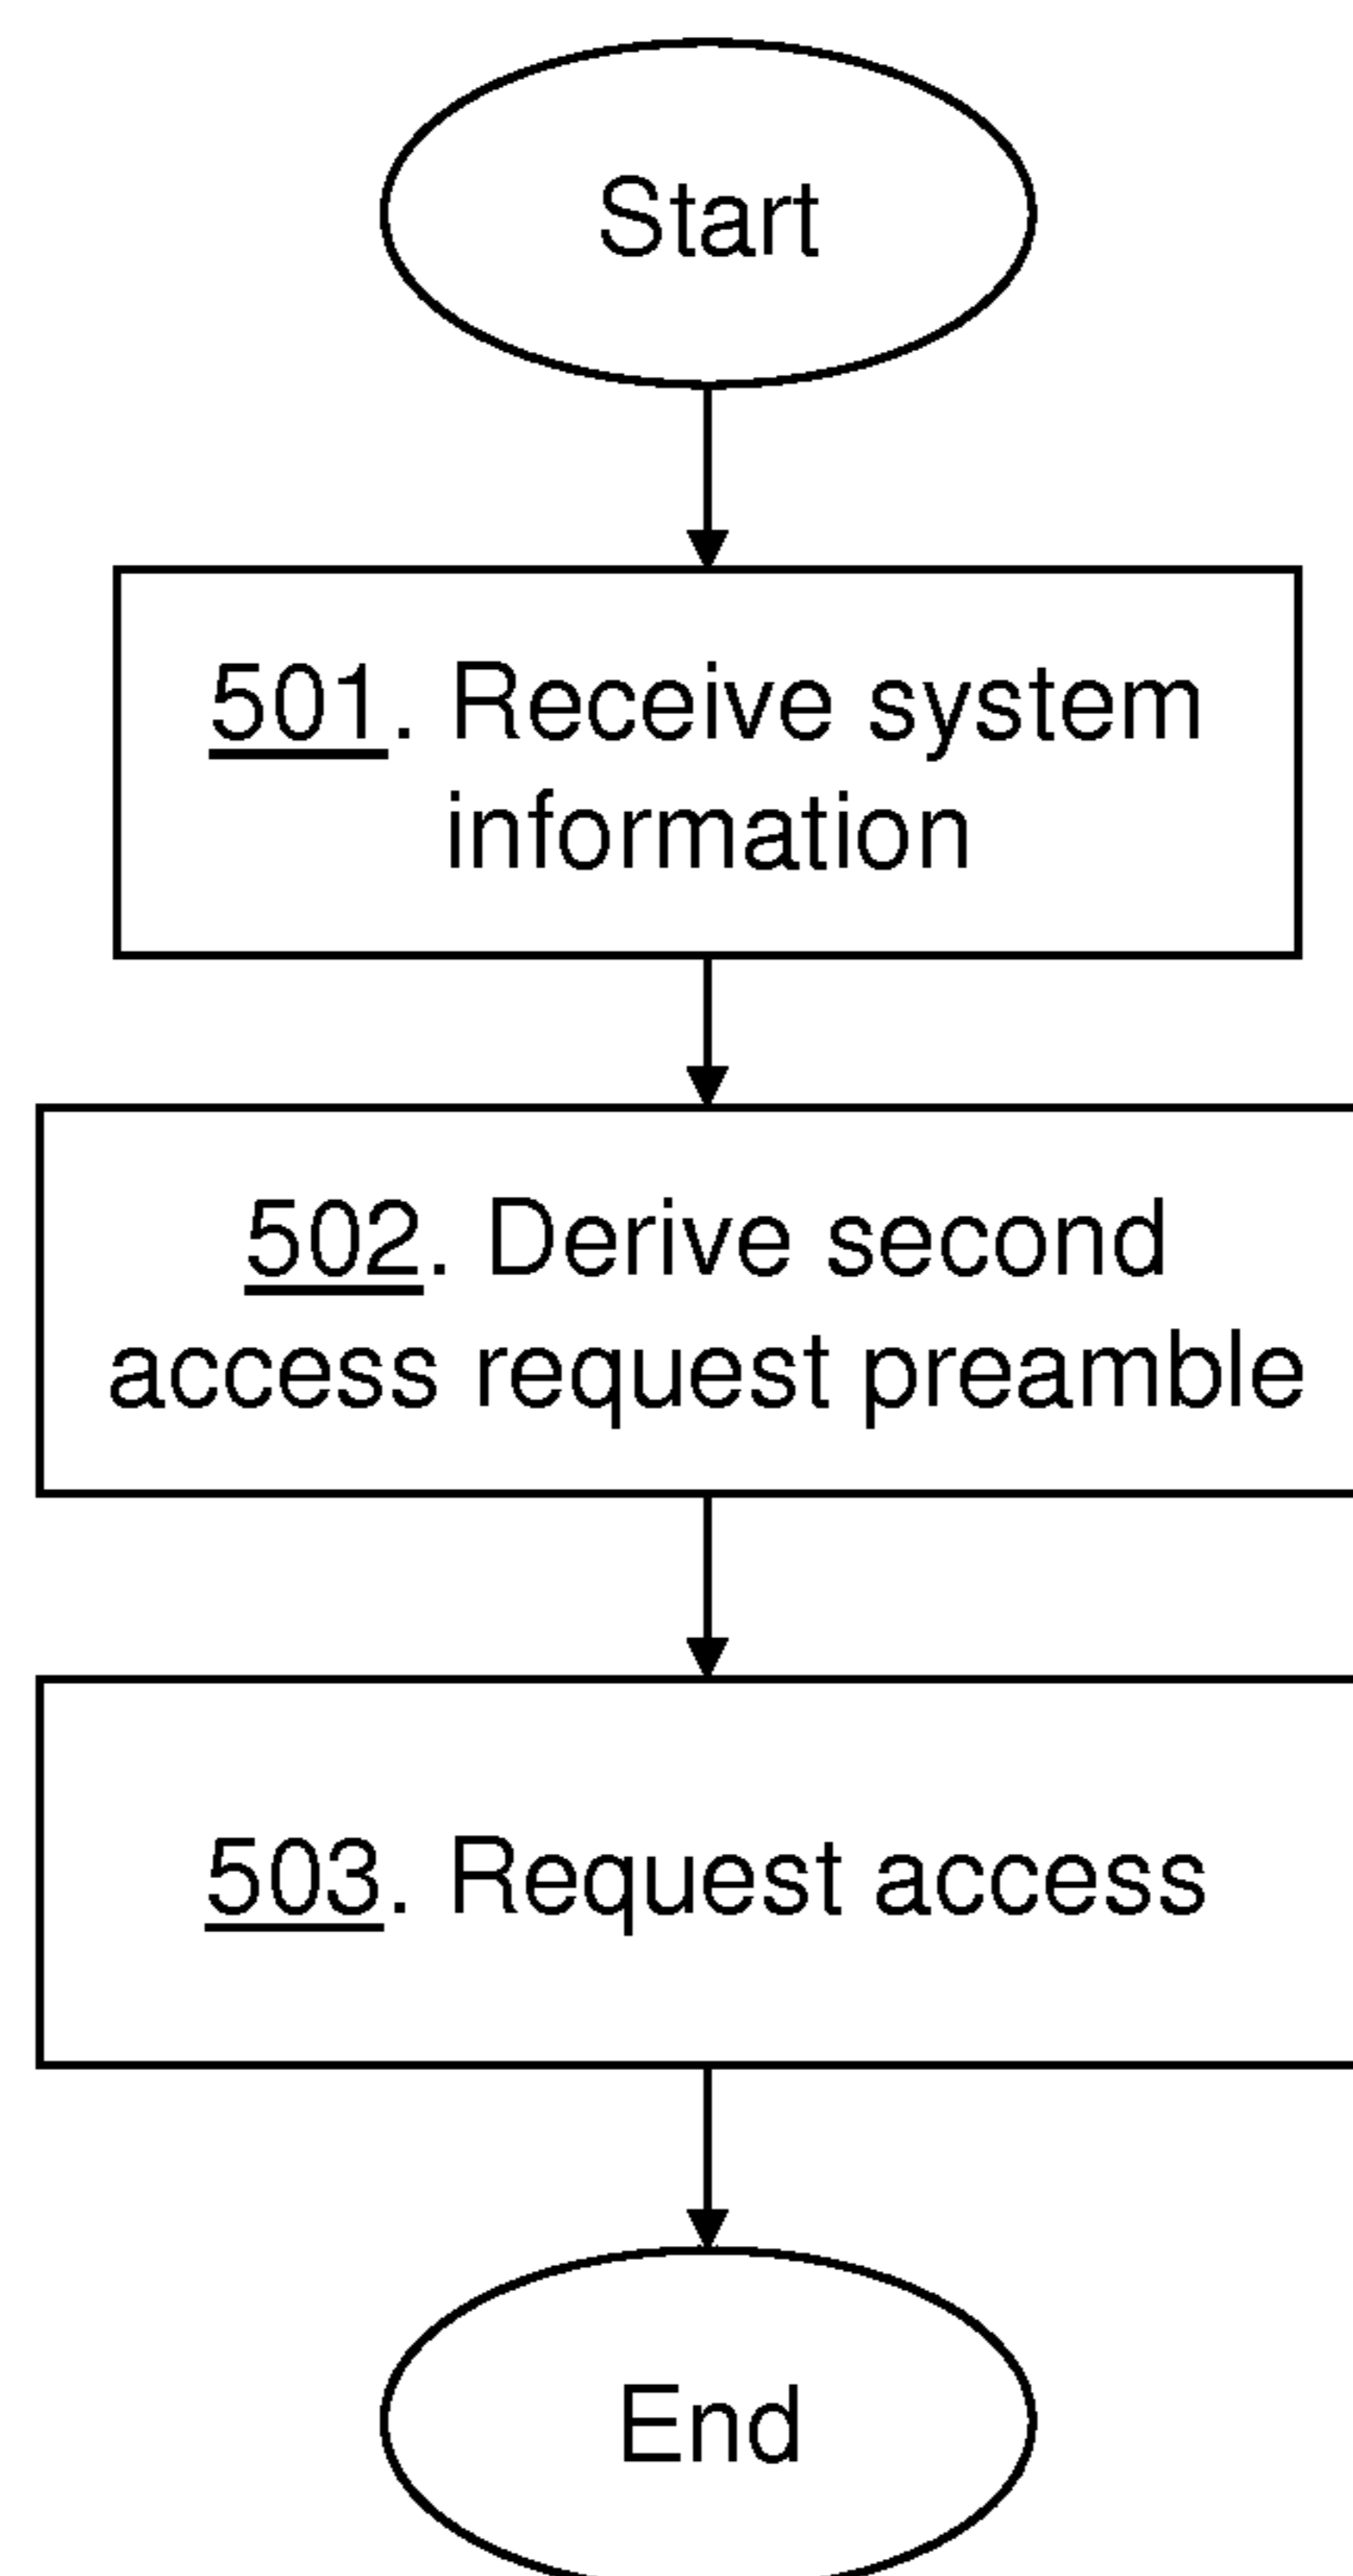 Start
501. Receive system
information
502. Derive second
access request preamble
503. Request access
End